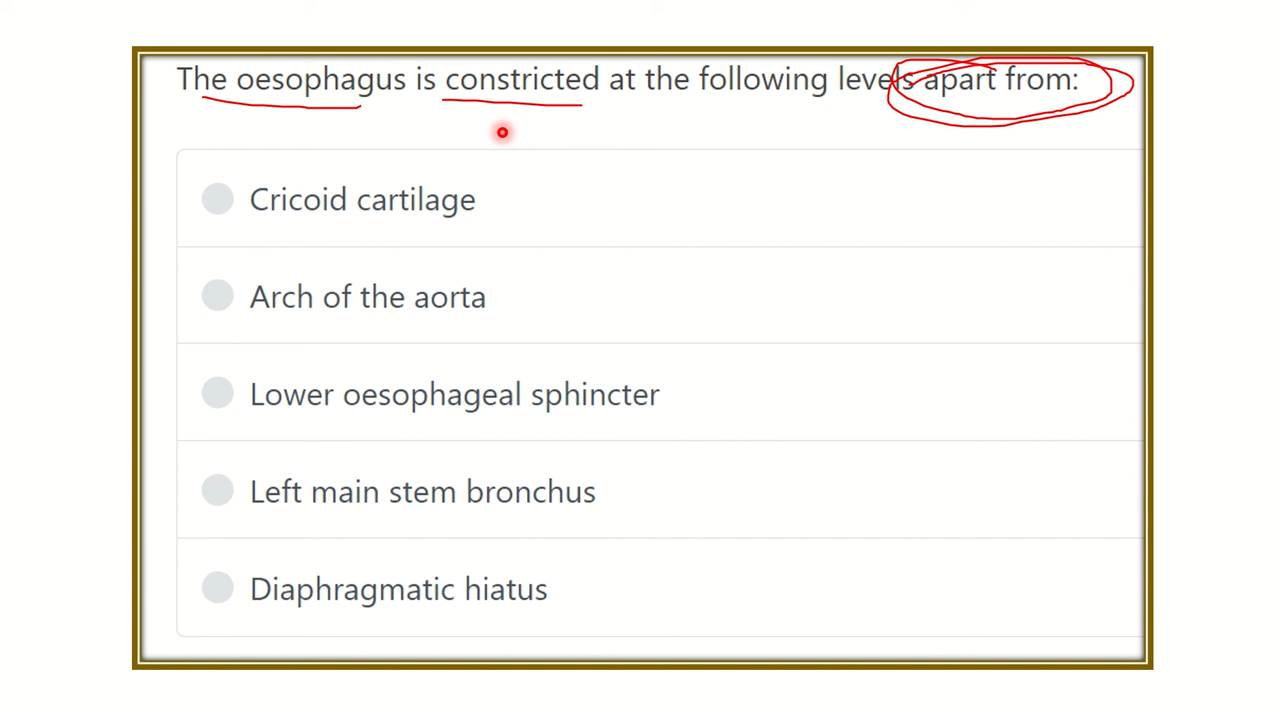 The oesophagus is constricted at the following levels apart from:
Cricoid cartilage
Arch of the aorta
Lower oesophageal sphincter
Left main stem bronchus
Diaphragmatic hiatus